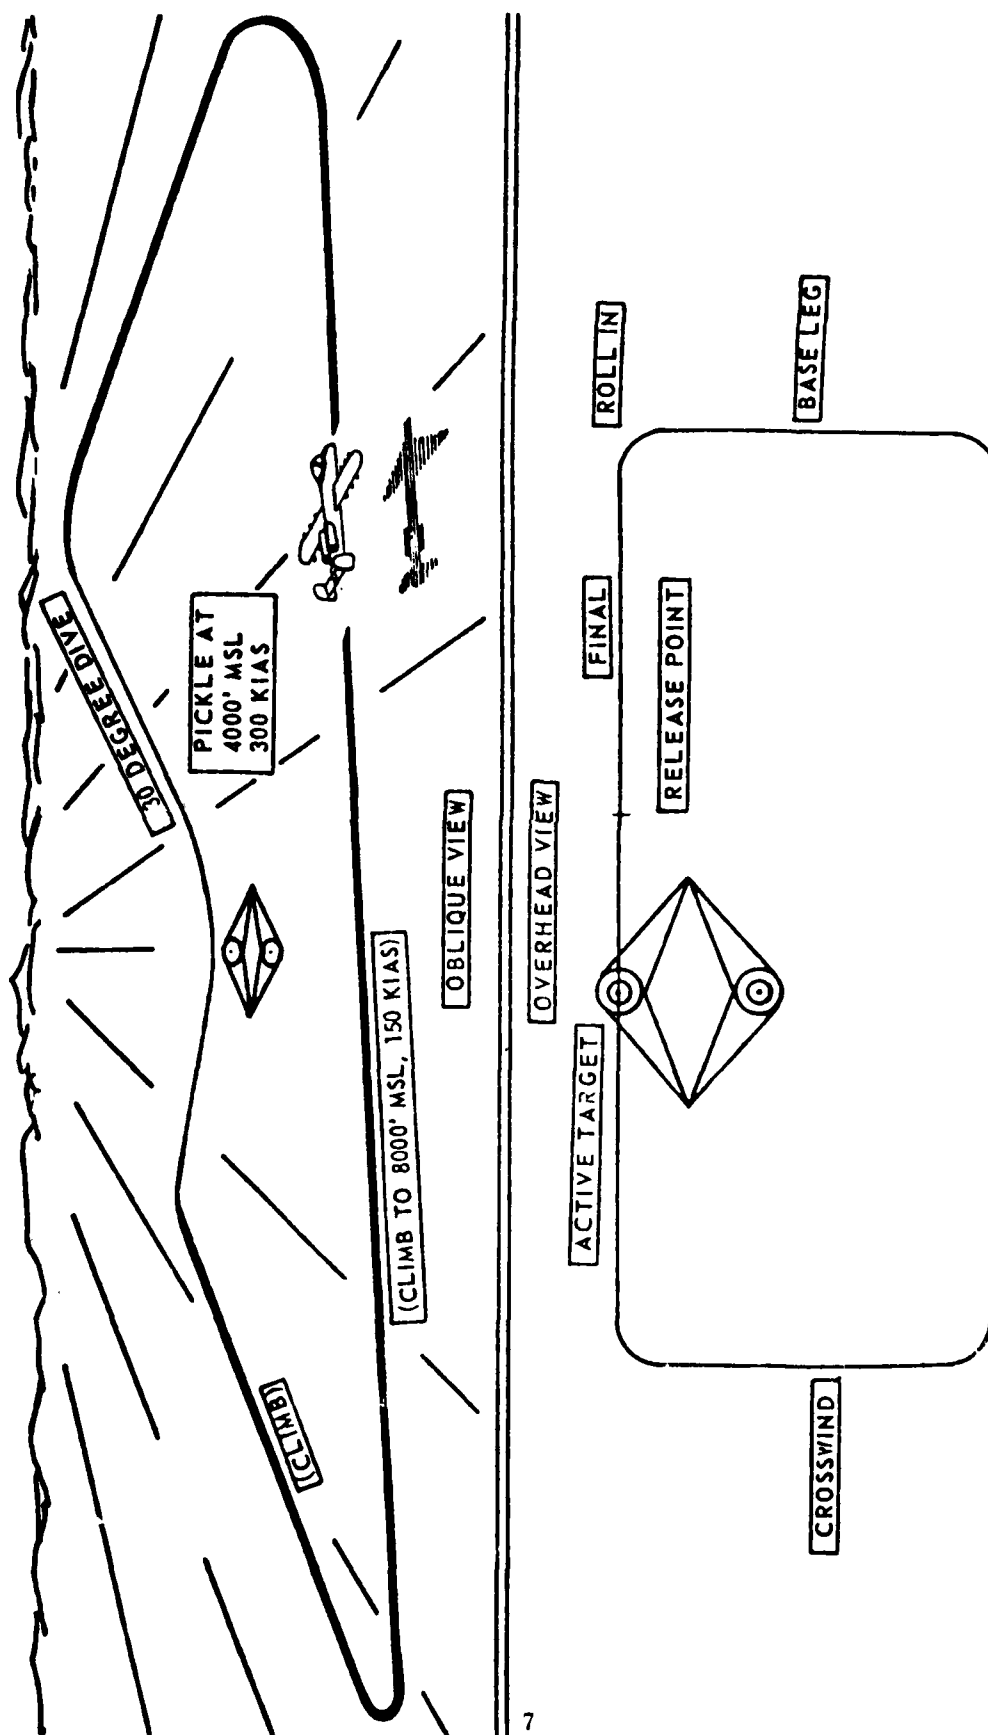 30 DEGREE DIVE
PICKLE AT
4000' MSL
300 KIAS
(CLIMB)
(CLIMB TO 8000' MSL, 150 KIAS)
OBLIQUE VIEW
OVERHEAD VIEW
ROLL IN
FINAL
ACTIVE TARGET
RELEASE POINT
BASE LEG
CROSSWIND
7